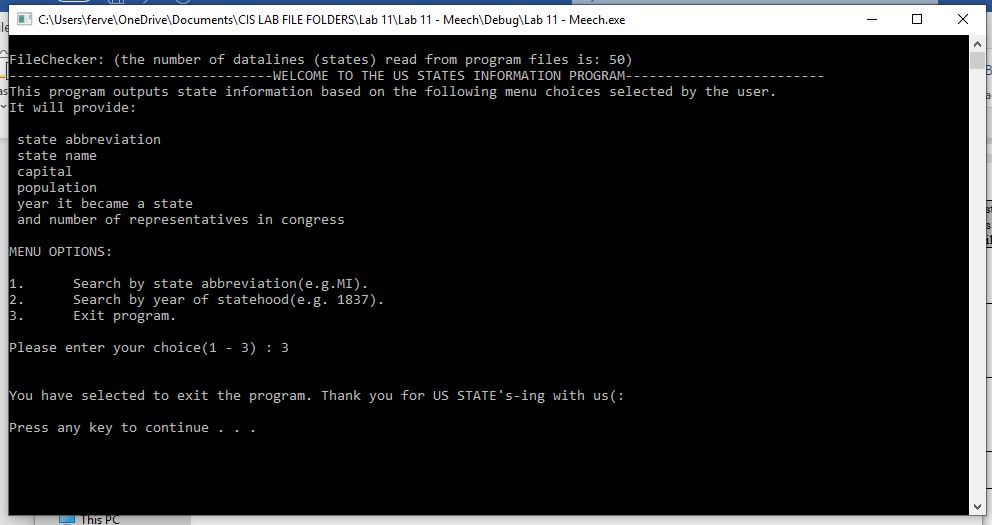 C:\Users\ferve\OneDrive\Documents\CIS LAB FILE FOLDERS\Lab 11\Lab 11 - Meech\Debug\Lab 11 - Meech.exe
FileChecker: (the number of datalines (states) read from program files is: 50)
---------------------------------WELCOME TO THE US STATES INFORMATION PROGRAM-------------------------
This program outputs state information based on the following menu choices selected by the user.
It will provide:
state abbreviation
state name
capital
population
year it became a state
and number of representatives in congress
MENU OPTIONS:
1. Search by state abbreviation(e.g.MI).
2. Search by year of statehood(e.g. 1837).
3. Exit program.
Please enter your choice(1 - 3) : 3
You have selected to exit the program. Thank you for US STATE's-ing with us(:
Press any key to continue . . .
This PC